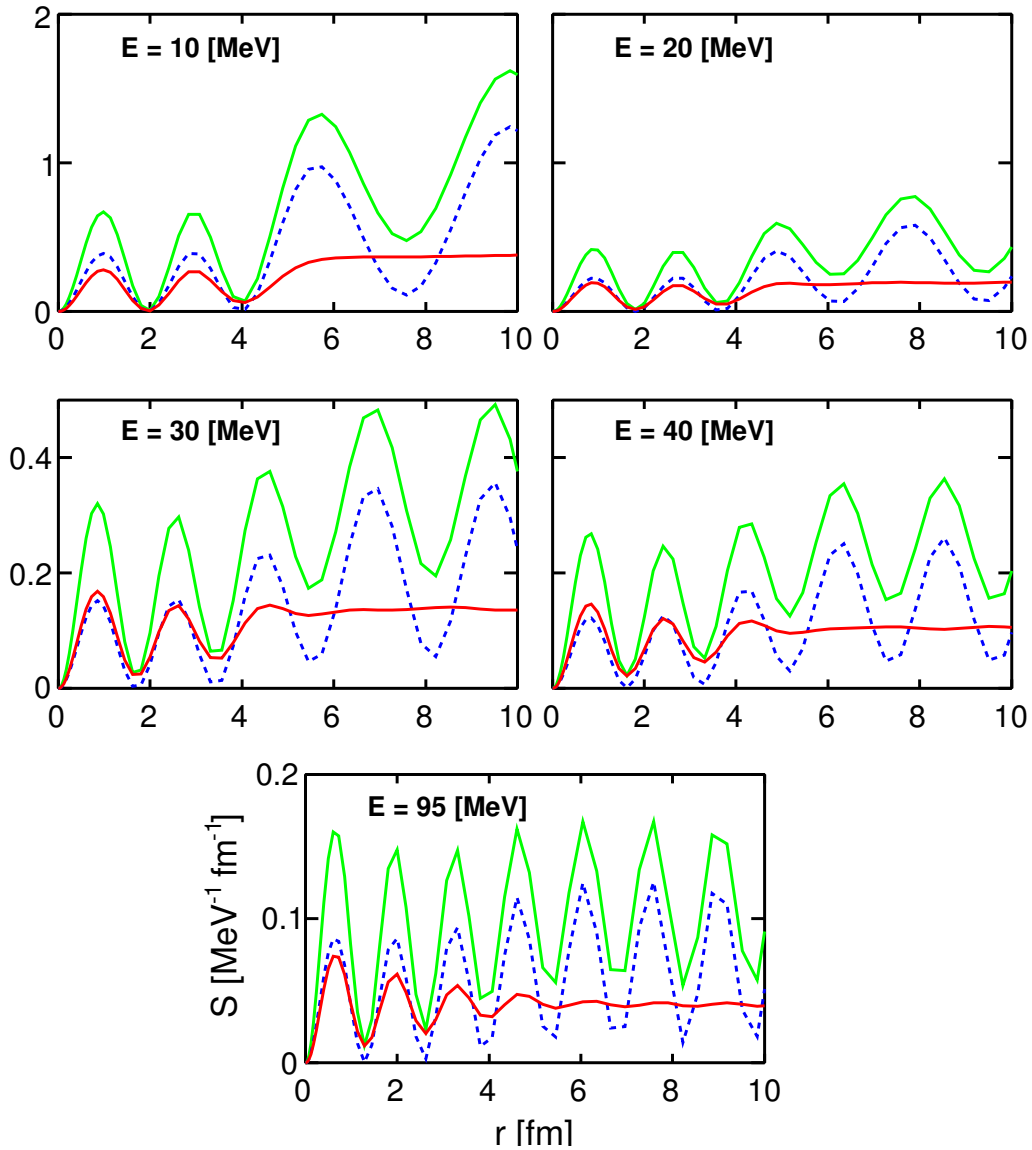 E = 10 [MeV]
2
1
0
0 2 4 6 8 10
E = 20 [MeV]
0 2 4 6 8 10
E = 30 [MeV]
0.4
0.2
0
0 2 4 6 8 10
E = 40 [MeV]
0 2 4 6 8 10
E = 95 [MeV]
0.2
0.1
0
0 2 4 6 8 10
S [MeV⁻¹ fm⁻¹]
r [fm]